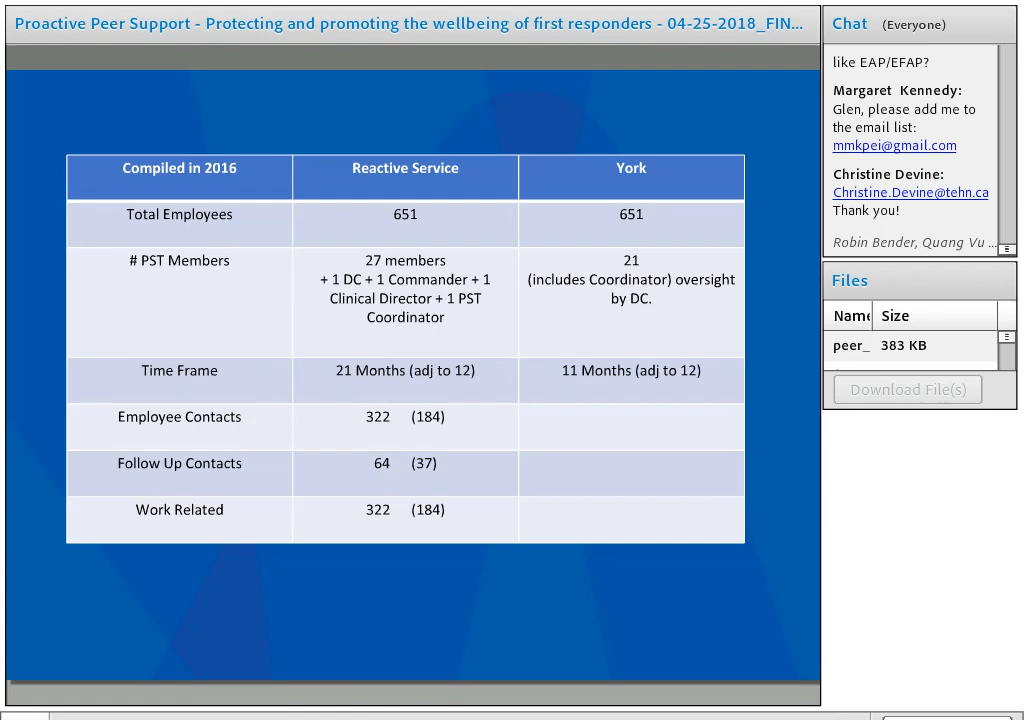 Proactive Peer Support - Protecting and promoting the wellbeing of first responders - 04-25-2018_FIN...
Compiled in 2016 Reactive Service York
Total Employees 651 651
# PST Members 27 members 21
+ 1 DC + 1 Commander + 1 (includes Coordinator) oversight
Clinical Director + 1 PST by DC.
Coordinator
Time Frame 21 Months (adj to 12) 11 Months (adj to 12)
Employee Contacts 322 (184)
Follow Up Contacts 64 (37)
Work Related 322 (184)
Chat (Everyone)
like EAP/EFAP?
Margaret Kennedy:
Glen, please add me to
the email list:
mmkpei@gmail.com
Christine Devine:
Christine.Devine@tehn.ca
Thank you!
Robin Bender, Quang Vu ...
Files
Name Size
peer_ 383 KB
Download File(s)